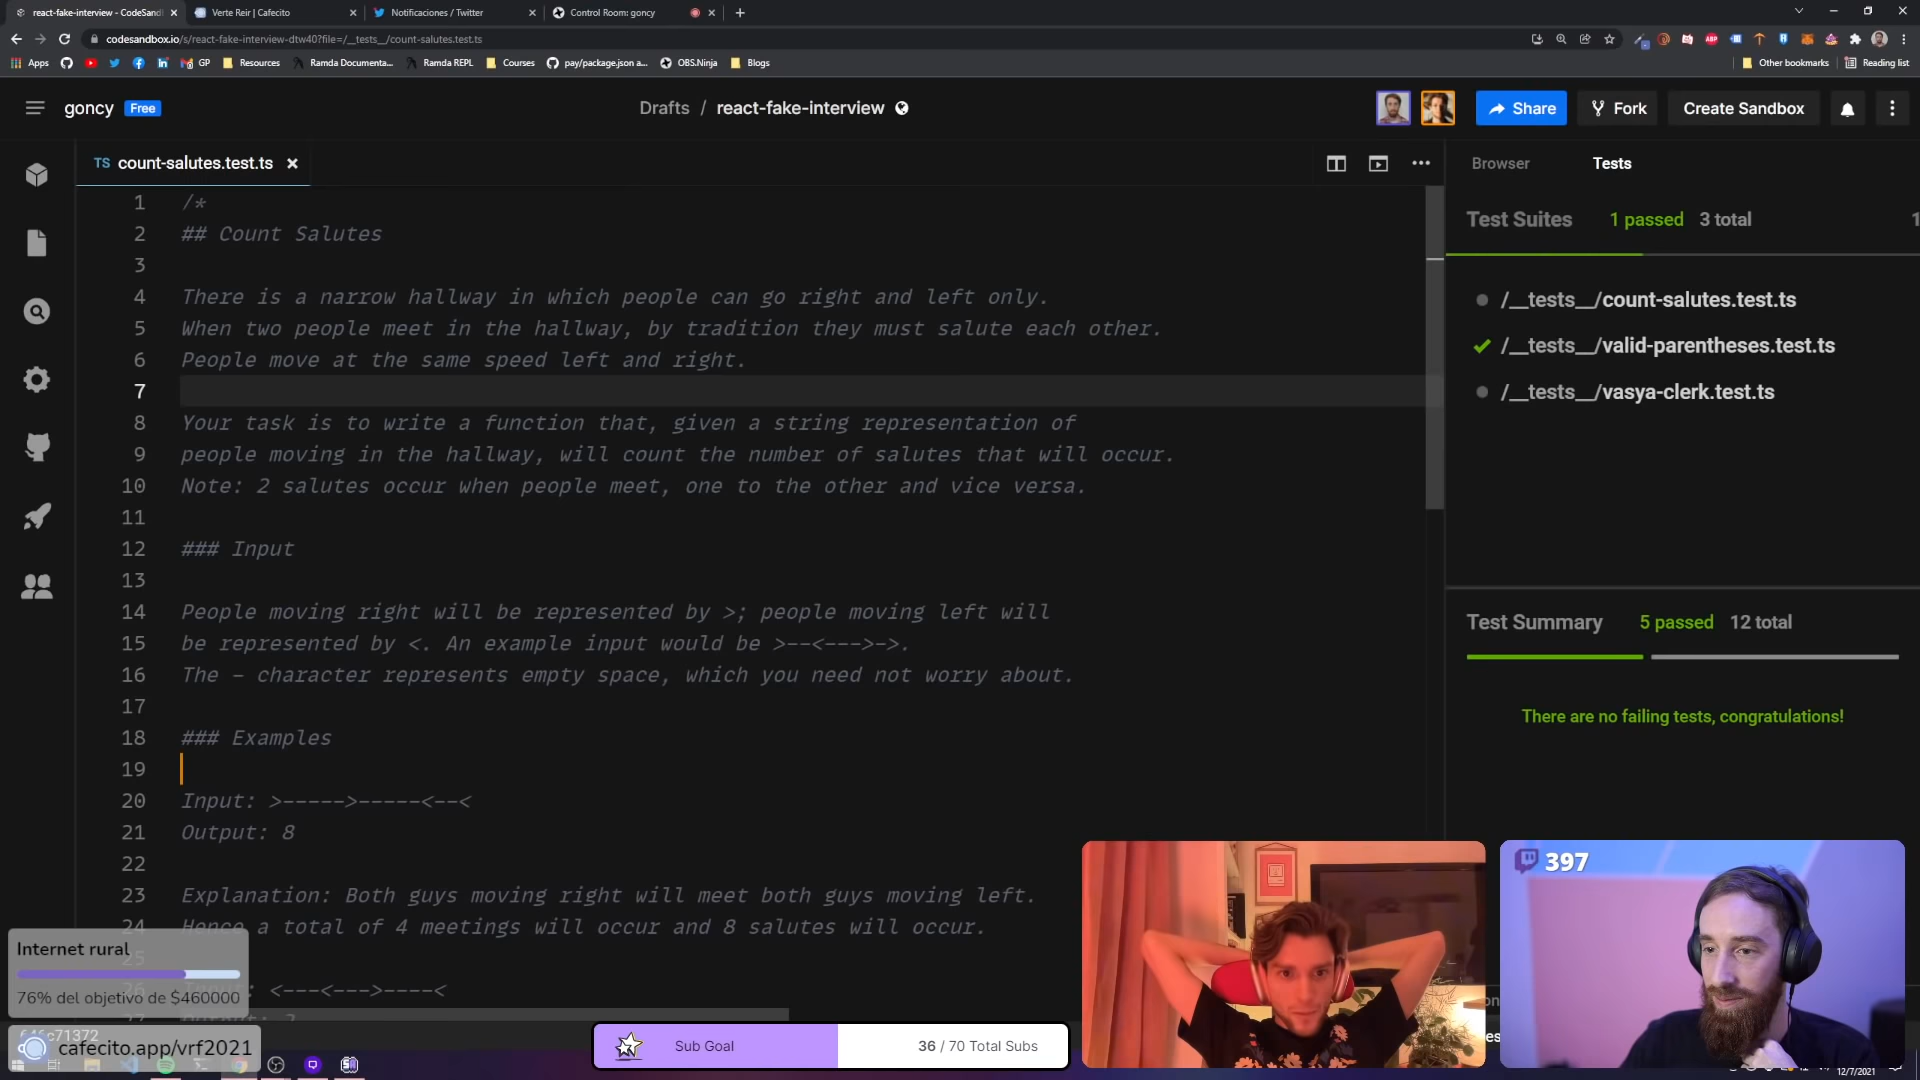 react-fake-interview - CodeSand
Verte Reir | Cafecito
Notificaciones / Twitter
Control Room: goncy
codesandbox.io/s/react-fake-interview-dtw40?file=/__tests__/count-salutes.test.ts
Apps
GP
Resources
Ramda Documenta...
Ramda REPL
Courses
pay/package.json a...
OBS.Ninja
Blogs
Other bookmarks
Reading list
goncy Free
Drafts / react-fake-interview
Share
Fork
Create Sandbox
TS count-salutes.test.ts
Browser
Tests
1 /*
2 ## Count Salutes
3
4 There is a narrow hallway in which people can go right and left only.
5 When two people meet in the hallway, by tradition they must salute each other.
6 People move at the same speed left and right.
7
8 Your task is to write a function that, given a string representation of
9 people moving in the hallway, will count the number of salutes that will occur.
10 Note: 2 salutes occur when people meet, one to the other and vice versa.
11
12 ### Input
13
14 People moving right will be represented by >; people moving left will
15 be represented by <. An example input would be >--<--->->.
16 The - character represents empty space, which you need not worry about.
17
18 ### Examples
19
20 Input: >----->-----<--<
21 Output: 8
22
23 Explanation: Both guys moving right will meet both guys moving left.
24 Hence a total of 4 meetings will occur and 8 salutes will occur.
<---<--->----<
Test Suites 1 passed 3 total
/__tests__/count-salutes.test.ts
/__tests__/valid-parentheses.test.ts
/__tests__/vasya-clerk.test.ts
Test Summary 5 passed 12 total
There are no failing tests, congratulations!
397
Internet rural
76% del objetivo de $460000
cafecito.app/vrf2021
Sub Goal
36 / 70 Total Subs
12/7/2021